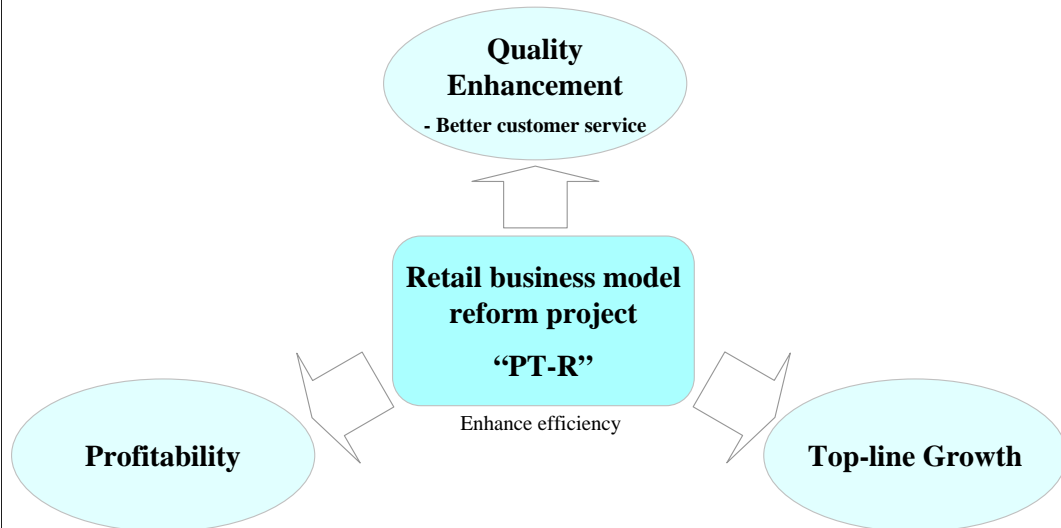 Quality
Enhancement
- Better customer service
Retail business model
reform project
“PT-R”
Enhance efficiency
Profitability
Top-line Growth